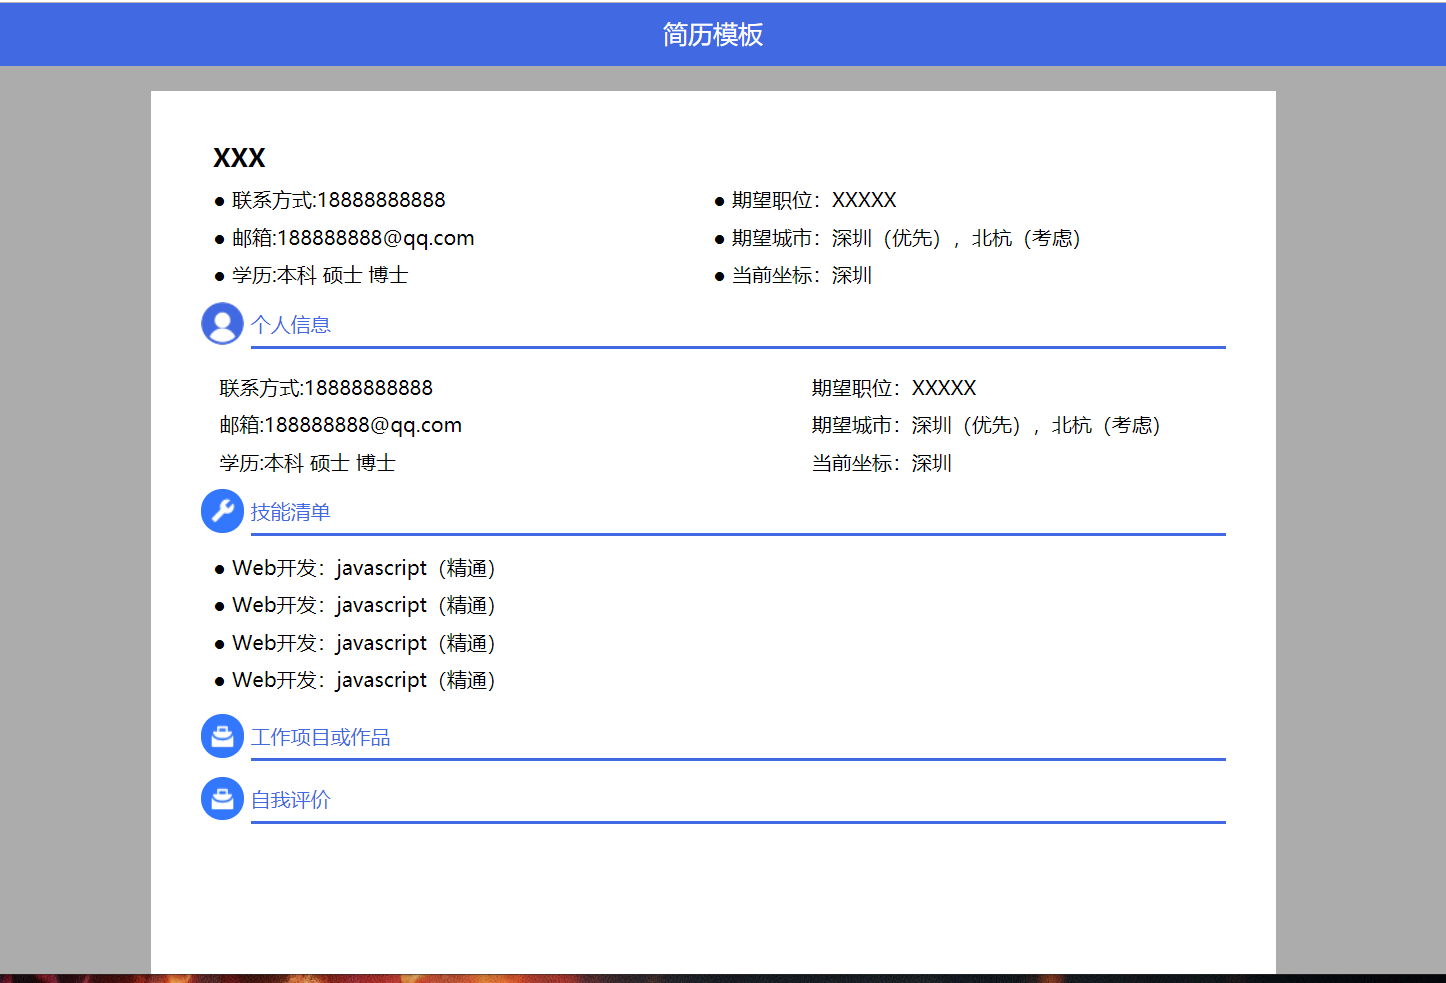 简历模板
XXX
● 联系方式:18888888888
● 期望职位：XXXXX
● 邮箱:188888888@qq.com
● 期望城市：深圳（优先），北杭（考虑）
● 学历:本科 硕士 博士
● 当前坐标：深圳
个人信息
联系方式:18888888888
期望职位：XXXXX
邮箱:188888888@qq.com
期望城市：深圳（优先），北杭（考虑）
学历:本科 硕士 博士
当前坐标：深圳
技能清单
● Web开发：javascript（精通）
● Web开发：javascript（精通）
● Web开发：javascript（精通）
● Web开发：javascript（精通）
工作项目或作品
自我评价